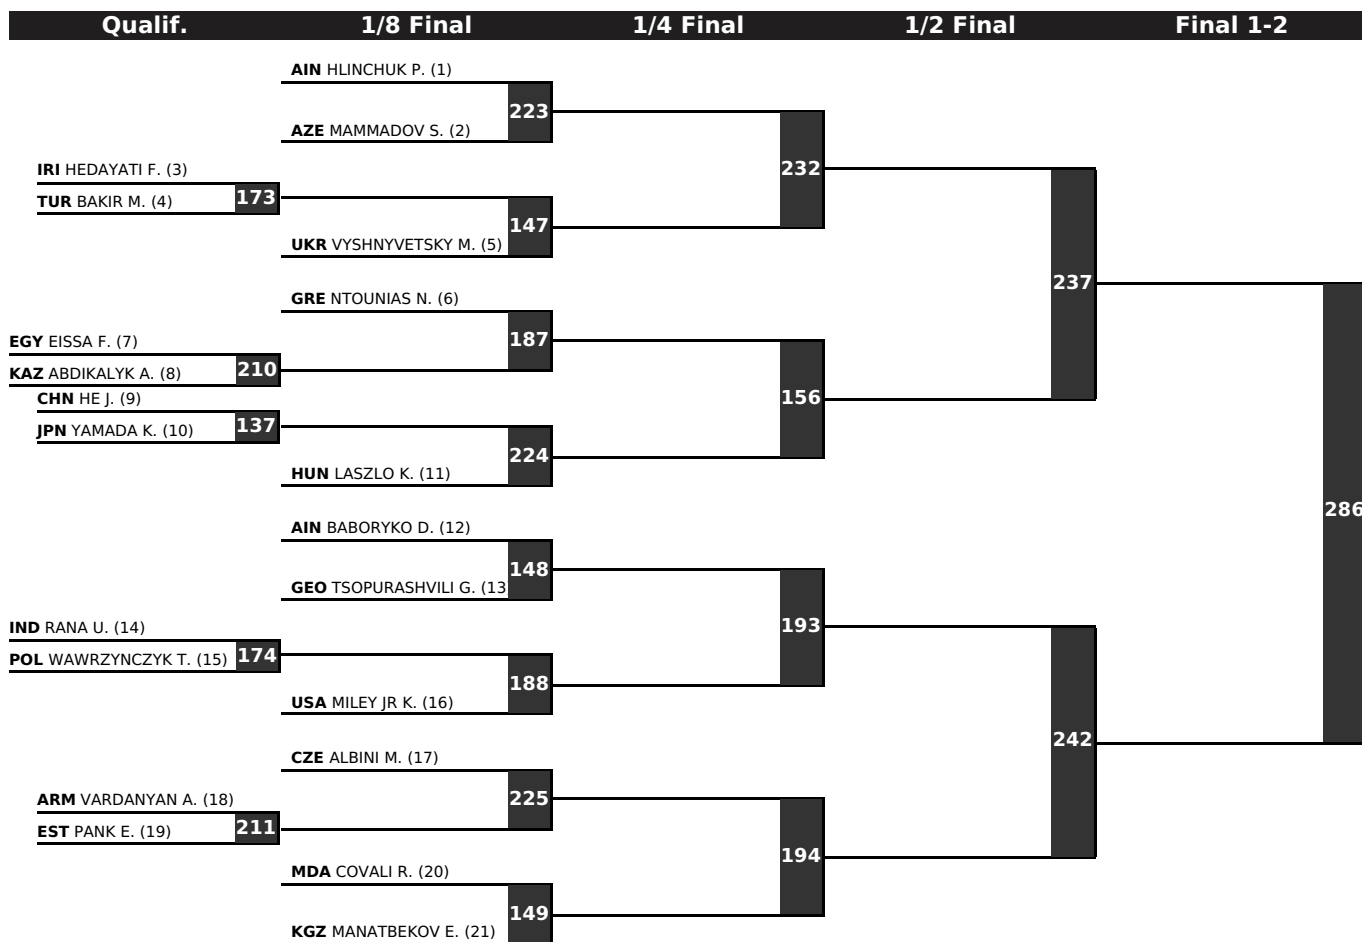 Qualif. 1/8 Final 1/4 Final 1/2 Final Final 1-2
AIN HLINCHUK P. (1)
223
AZE MAMMADOV S. (2)
IRI HEDAYATI F. (3)
232
TUR BAKIR M. (4) 173
147
UKR VYSHNYVETSKY M. (5)
237
GRE NTOUNIAS N. (6)
187
EGY EISSA F. (7)
210
KAZ ABDIKALYK A. (8)
CHN HE J. (9)
156
JPN YAMADA K. (10) 137
224
HUN LASZLO K. (11)
286
AIN BABORYKO D. (12)
148
GEO TSOPURASHVILI G. (13
IND RANA U. (14)
193
POL WAWRZYNCZYK T. (15) 174
188
USA MILEY JR K. (16)
242
CZE ALBINI M. (17)
225
ARM VARDANYAN A. (18)
EST PANK E. (19) 211
194
MDA COVALI R. (20)
149
KGZ MANATBEKOV E. (21)